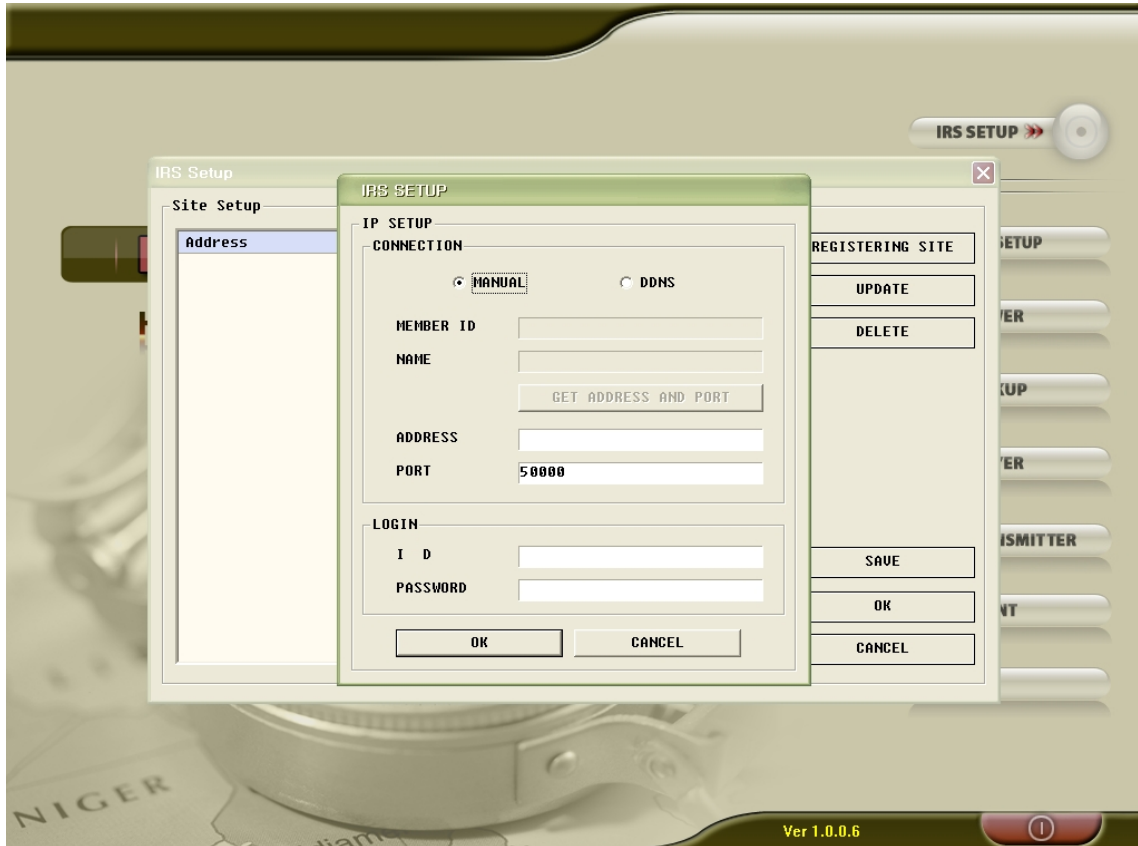 IRS SETUP
IRS Setup
IRS SETUP
Site Setup
IP SETUP
Address
CONNECTION
REGISTERING SITE
SETUP
MANUAL
DDNS
UPDATE
MEMBER ID
DELETE
NAME
GET ADDRESS AND PORT
ADDRESS
PORT
50000
LOGIN
I D
SAVE
PASSWORD
OK
OK
CANCEL
CANCEL
NIGER
Ver 1.0.0.6